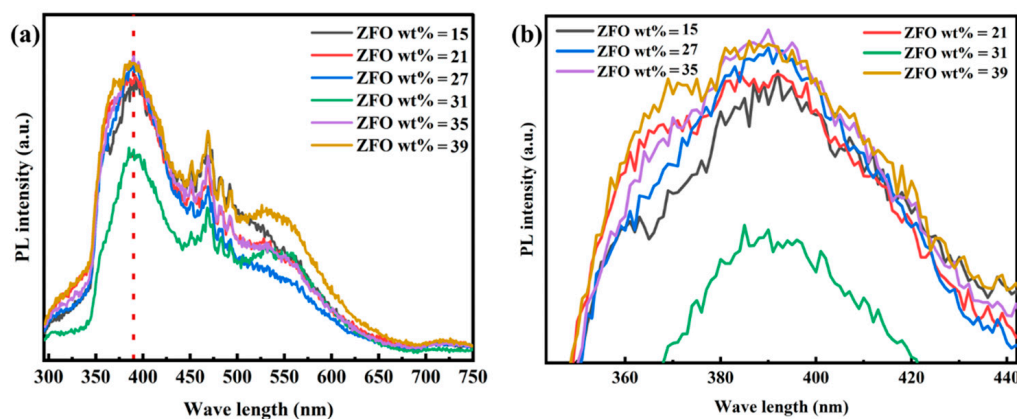 (a)
ZFO wt% = 15
ZFO wt% = 21
ZFO wt% = 27
ZFO wt% = 31
ZFO wt% = 35
ZFO wt% = 39
PL intensity (a.u.)
300 350 400 450 500 550 600 650 700 750
Wave length (nm)
(b)
ZFO wt% = 15
ZFO wt% = 27
ZFO wt% = 35
ZFO wt% = 21
ZFO wt% = 31
ZFO wt% = 39
PL intensity (a.u.)
360 380 400 420 440
Wave length (nm)